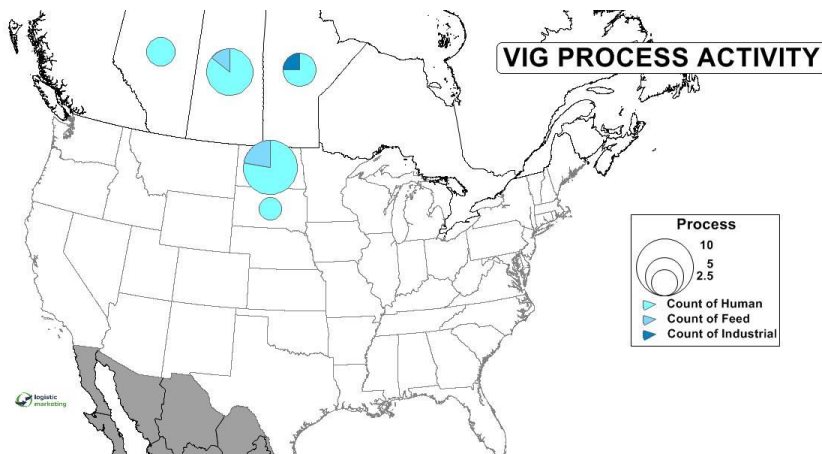 VIG PROCESS ACTIVITY
Process
10
5
2.5
Count of Human
Count of Feed
Count of Industrial
logistic
marketing